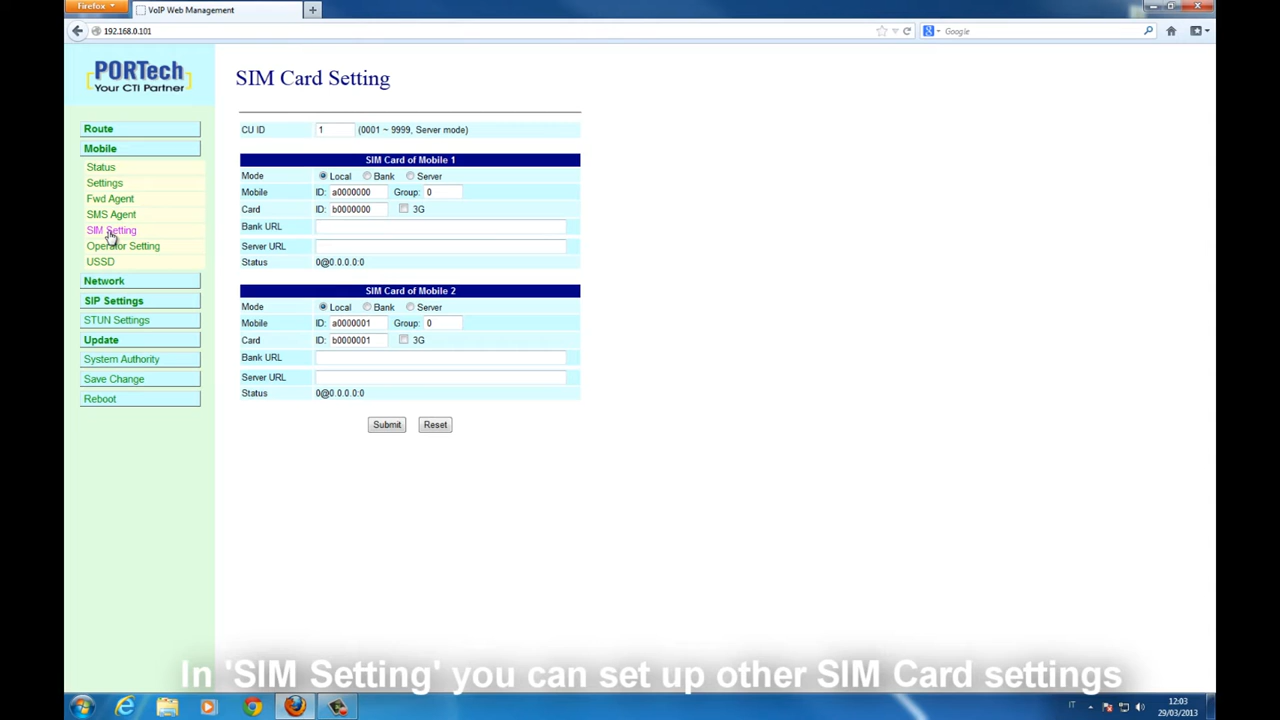 Firefox
VoIP Web Management
192.168.0.101
Google
PORTech
Your CTI Partner
Route
Mobile
Status
Settings
Fwd Agent
SMS Agent
SIM Setting
Operator Setting
USSD
Network
SIP Settings
STUN Settings
Update
System Authority
Save Change
Reboot
SIM Card Setting
CU ID 1 (0001 ~ 9999, Server mode)
SIM Card of Mobile 1
Mode Local Bank Server
Mobile ID: a0000000 Group: 0
Card ID: b0000000 3G
Bank URL
Server URL
Status 0@0.0.0.0:0
SIM Card of Mobile 2
Mode Local Bank Server
Mobile ID: a0000001 Group: 0
Card ID: b0000001 3G
Bank URL
Server URL
Status 0@0.0.0.0:0
Submit Reset
In 'SIM Setting' you can set up other SIM Card settings
IT
12:03
29/03/2013